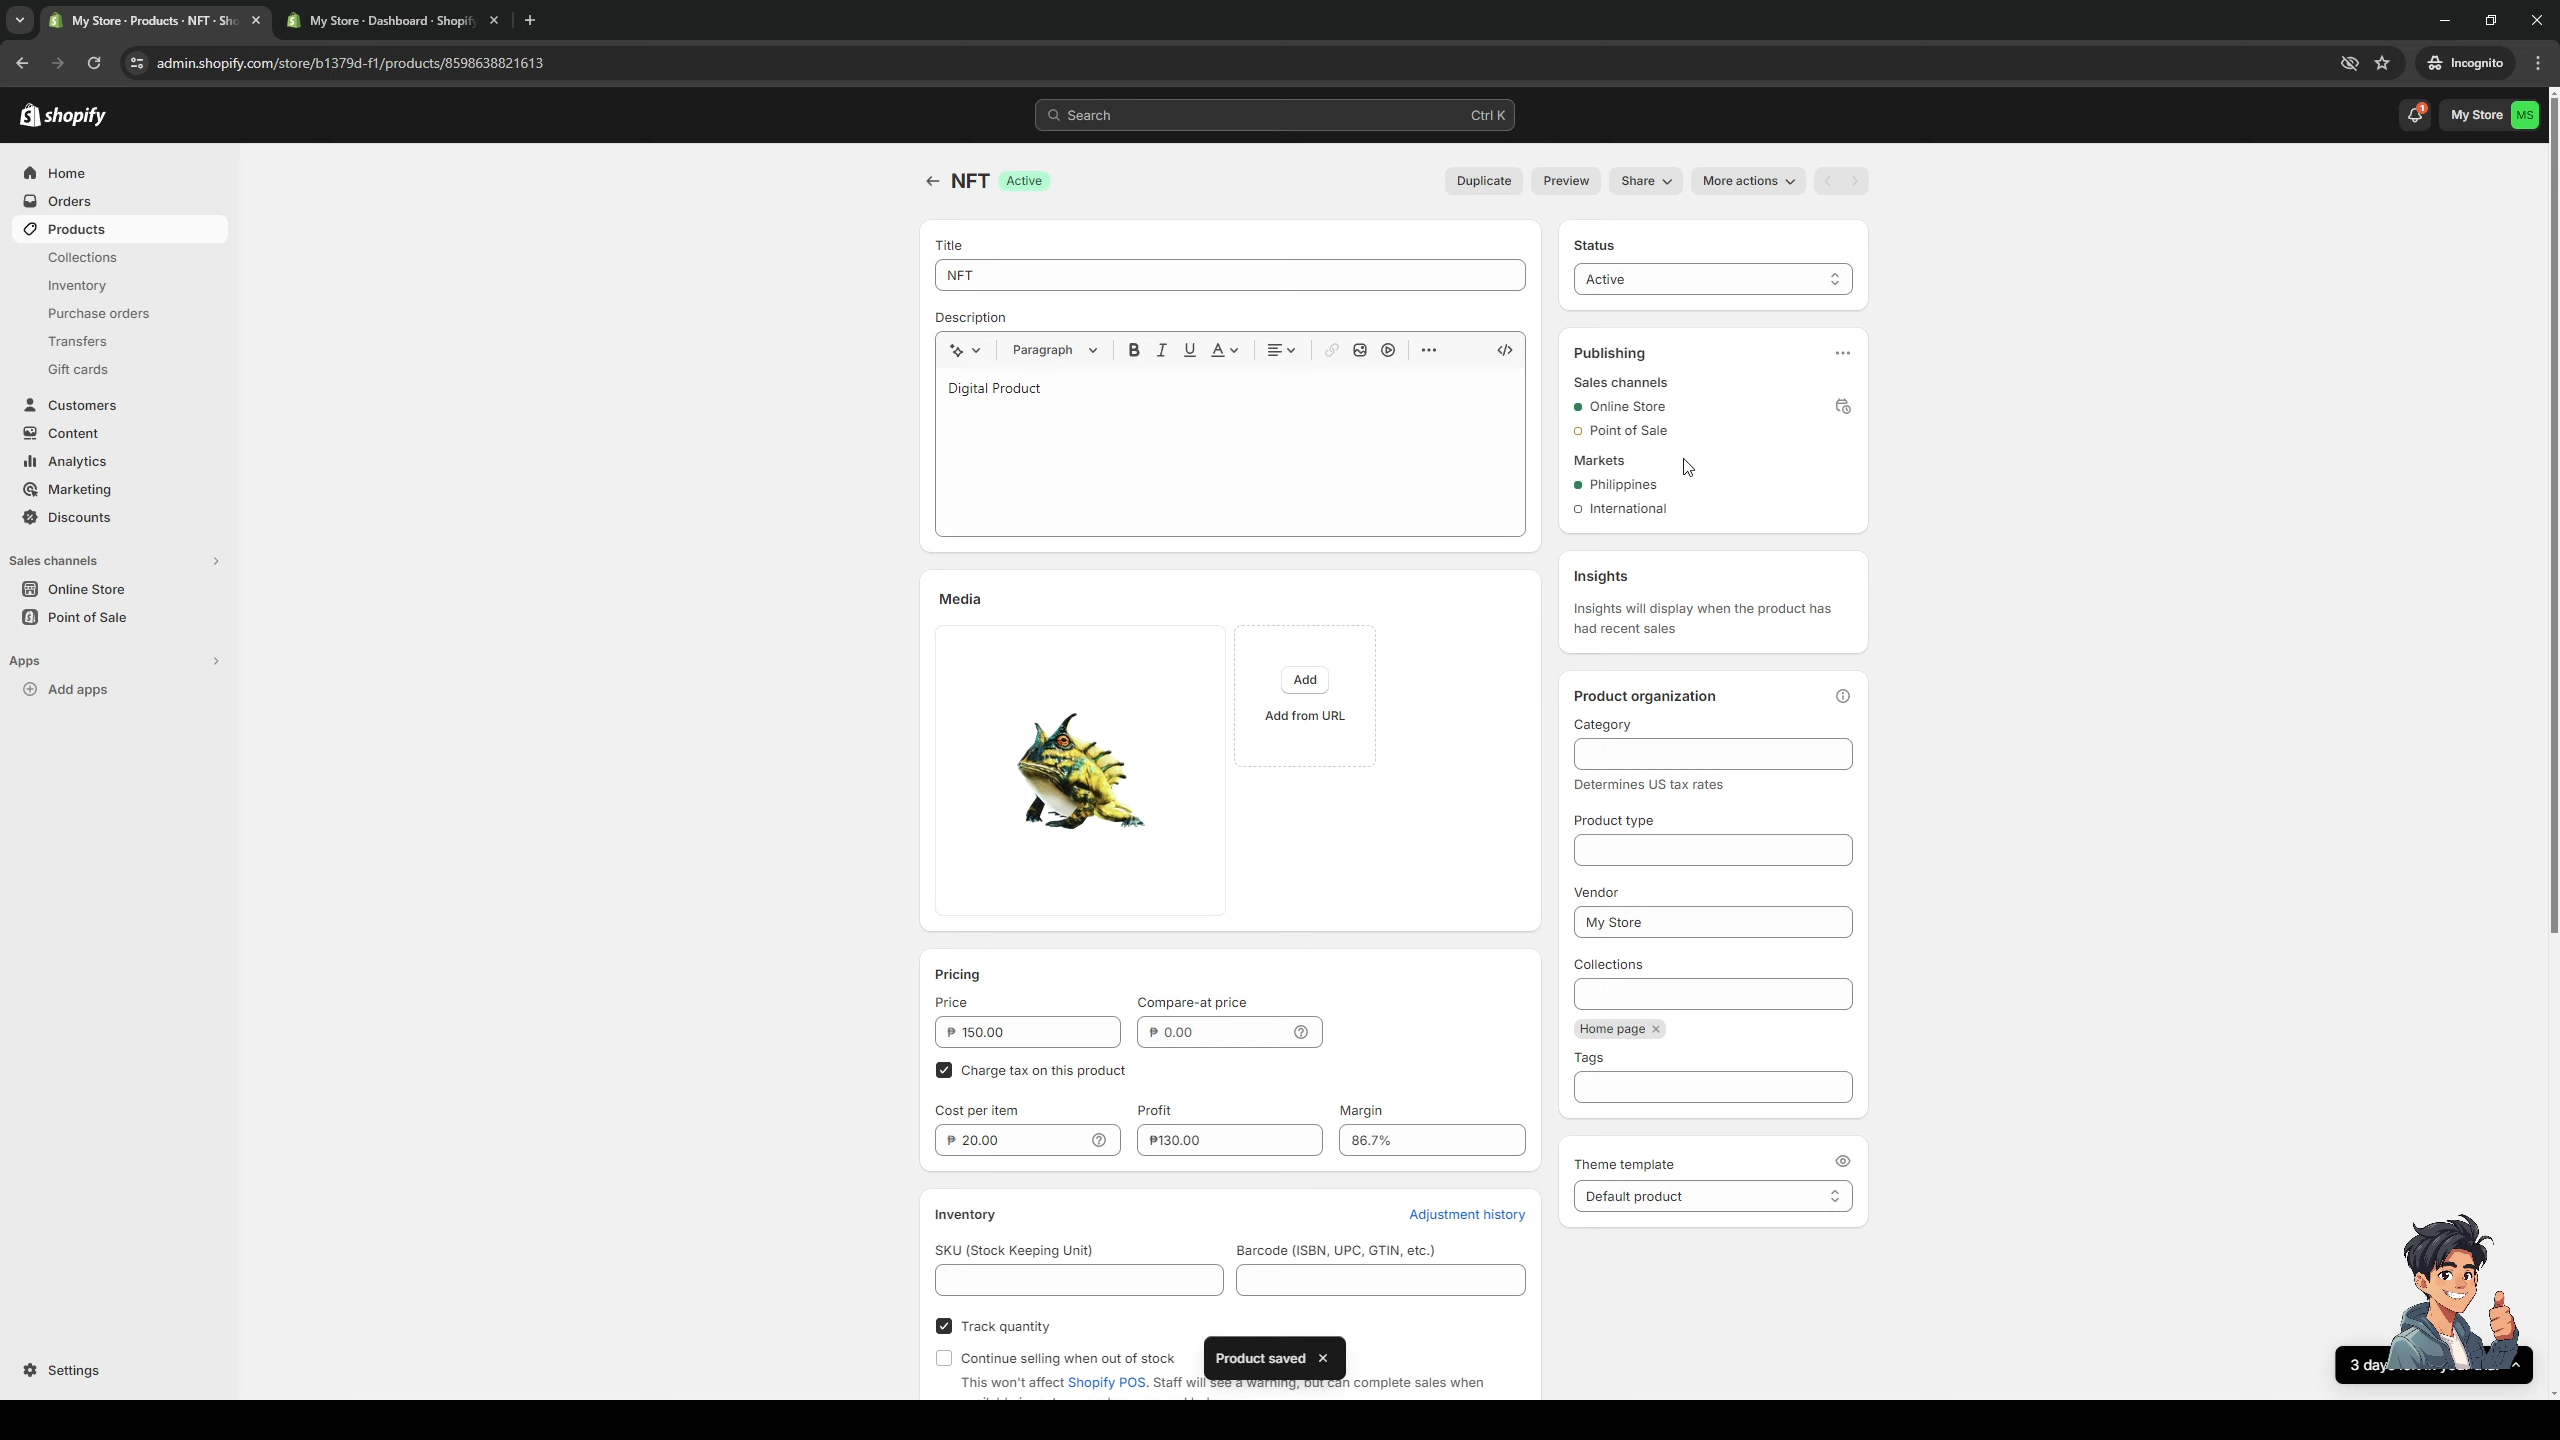 My Store · Products · NFT · Sho
My Store · Dashboard · Shopify
admin.shopify.com/store/b1379d-f1/products/8598638821613
Incognito
shopify
Search
Ctrl K
1
My Store
MS
Home
Orders
Products
Collections
Inventory
Purchase orders
Transfers
Gift cards
Customers
Content
Analytics
Marketing
Discounts
Sales channels
Online Store
Point of Sale
Apps
Add apps
Settings
NFT
Active
Duplicate
Preview
Share
More actions
Title
NFT
Description
Paragraph
B I U A
Digital Product
Media
Add
Add from URL
Pricing
Price
Compare-at price
₱ 150.00
₱ 0.00
Charge tax on this product
Cost per item
Profit
Margin
₱ 20.00
₱130.00
86.7%
Inventory
Adjustment history
SKU (Stock Keeping Unit)
Barcode (ISBN, UPC, GTIN, etc.)
Track quantity
Continue selling when out of stock
This won't affect Shopify POS. Staff will see a warning, but can complete sales when
Product saved
Status
Active
Publishing
Sales channels
Online Store
Point of Sale
Markets
Philippines
International
Insights
Insights will display when the product has
had recent sales
Product organization
Category
Determines US tax rates
Product type
Vendor
My Store
Collections
Home page
Tags
Theme template
Default product
3 day